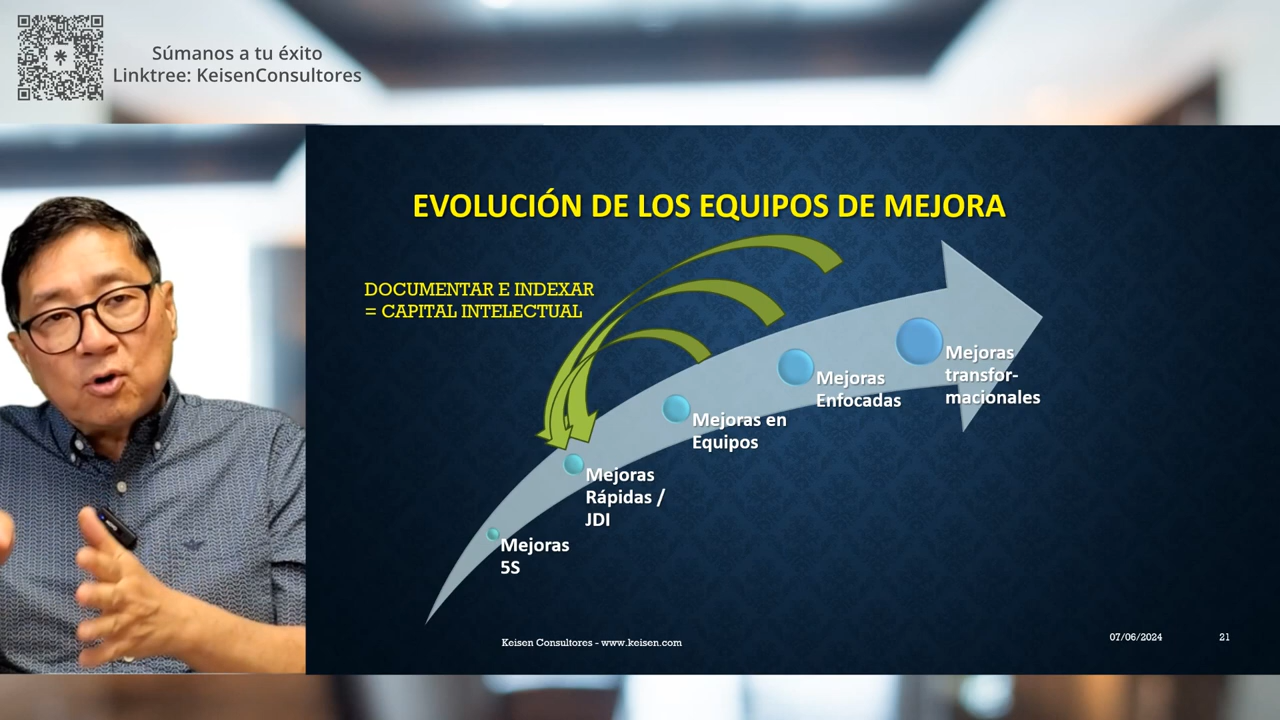 Súmanos a tu éxito
Linktree: KeisenConsultores
EVOLUCIÓN DE LOS EQUIPOS DE MEJORA
DOCUMENTAR E INDEXAR
= CAPITAL INTELECTUAL
Mejoras
transfor-
macionales
Mejoras
Enfocadas
Mejoras en
Equipos
Mejoras
Rápidas /
JDI
Mejoras
5S
Keisen Consultores - www.keisen.com
07/06/2024
21